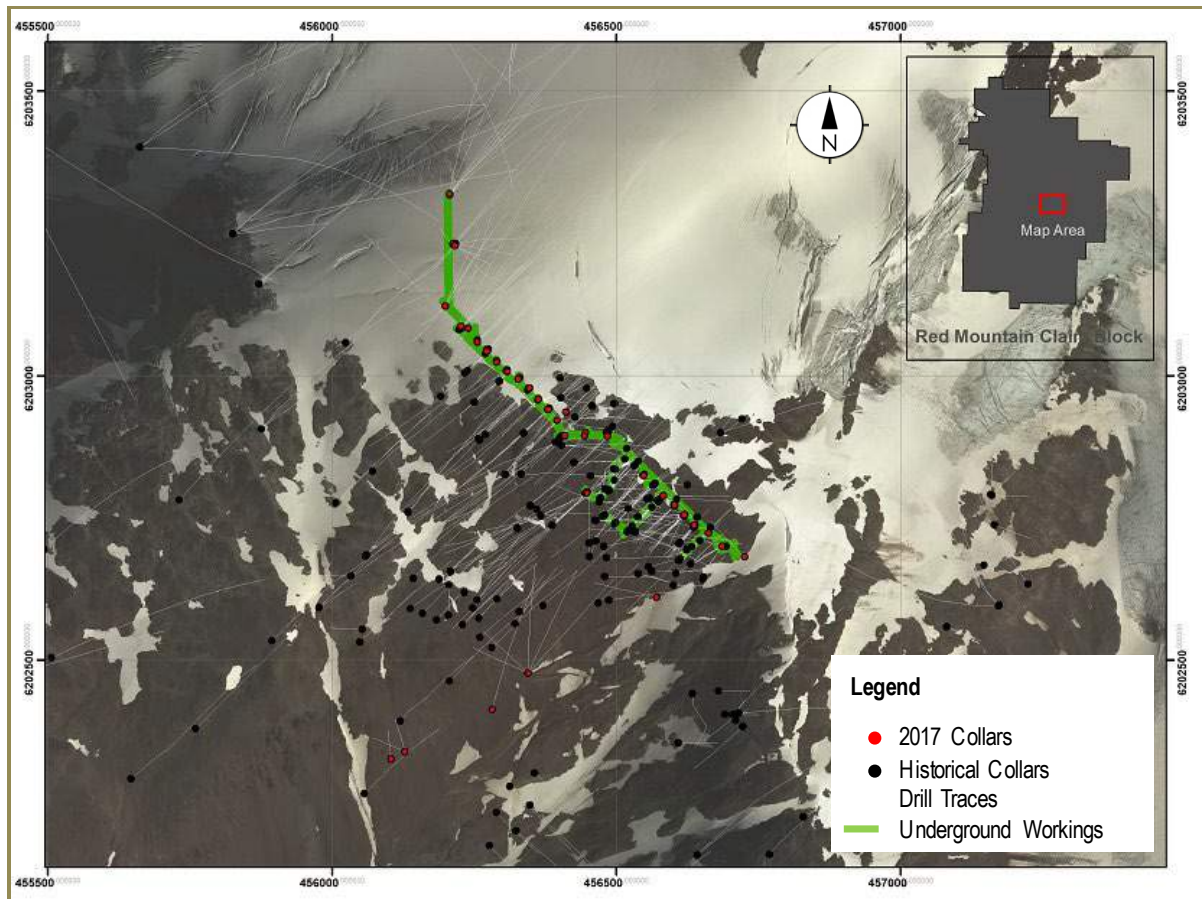 455500
456000
456500
457000
6203500
6203500
N
Map Area
Red Mountain Claim Block
6203000
6203000
6202500
6202500
Legend
2017 Collars
Historical Collars
Drill Traces
Underground Workings
455500
456000
456500
457000